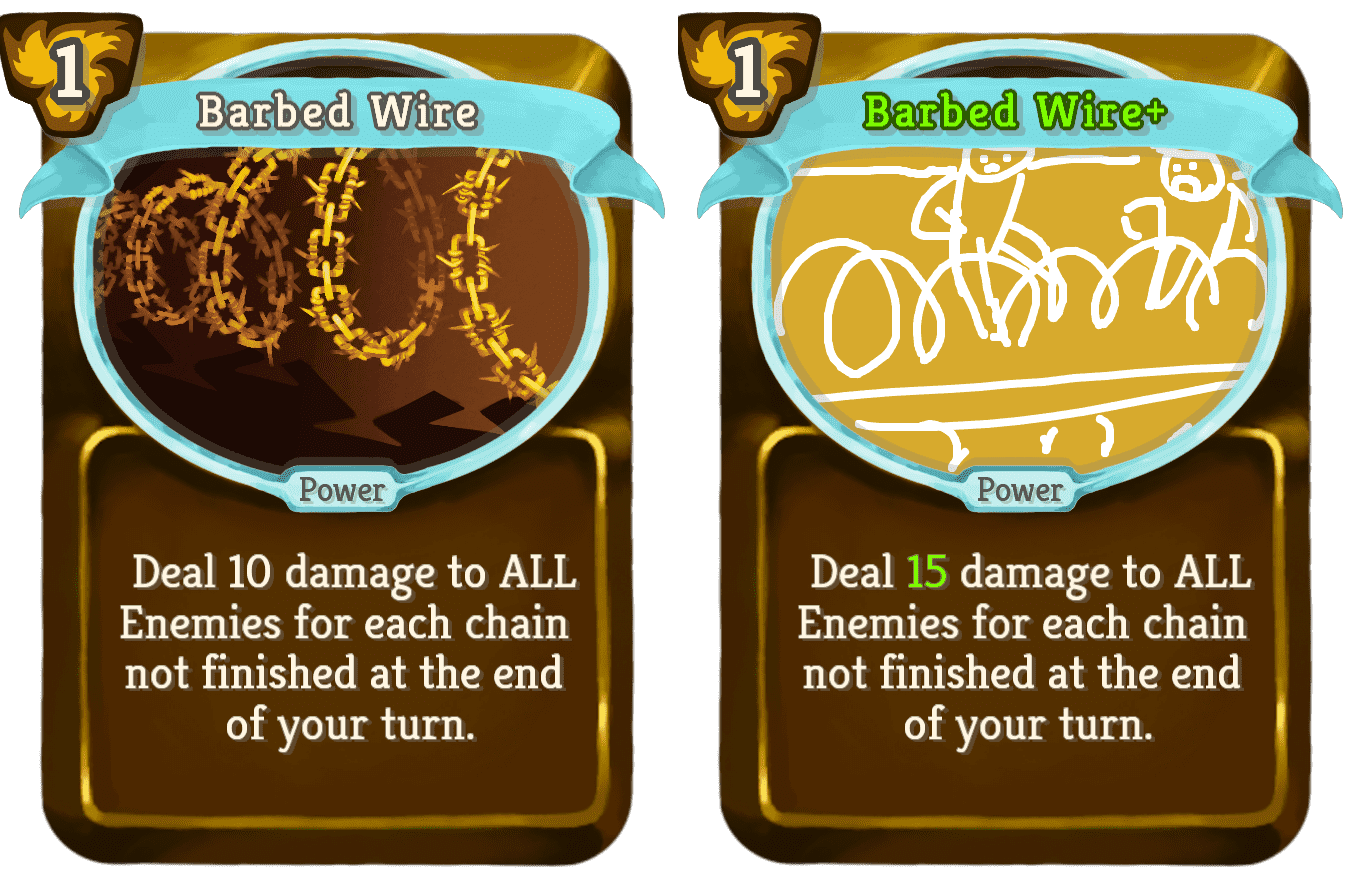 1
Barbed Wire
Power
Deal 10 damage to ALL
Enemies for each chain
not finished at the end
of your turn.
1
Barbed Wire+
Power
Deal 15 damage to ALL
Enemies for each chain
not finished at the end
of your turn.